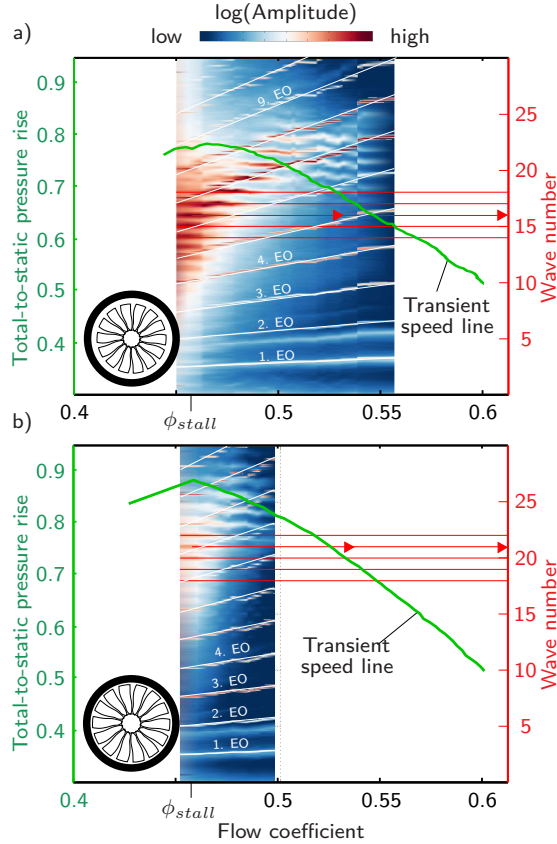 log(Amplitude)
low high
a)
Total-to-static pressure rise
0.9
0.8
0.7
0.6
0.5
0.4
9. EO
4. EO
3. EO
2. EO
1. EO
Transient
speed line
25
20
15
10
5
Wave number
0.4 0.5 0.55 0.6
ϕstall
b)
Total-to-static pressure rise
0.9
0.8
0.7
0.6
0.5
0.4
4. EO
3. EO
2. EO
1. EO
Transient
speed line
25
20
15
10
5
Wave number
0.4 0.5 0.55 0.6
ϕstall
Flow coefficient